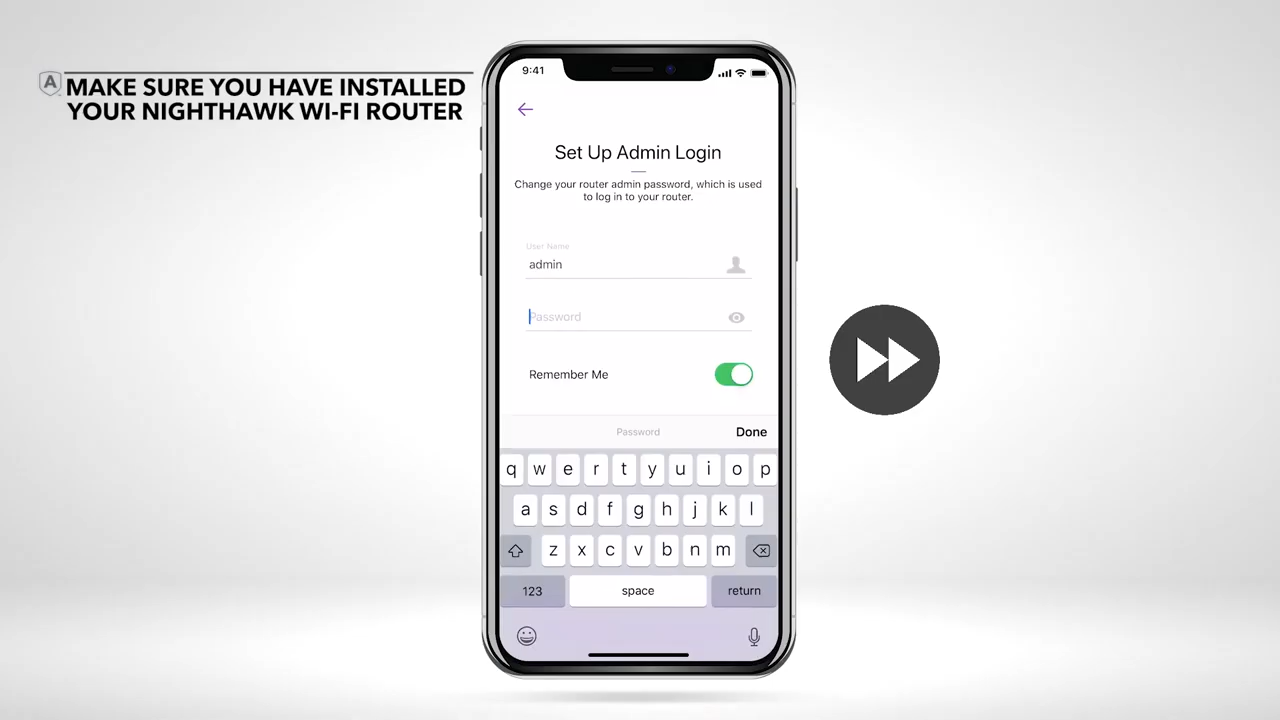 A MAKE SURE YOU HAVE INSTALLED
YOUR NIGHTHAWK WI-FI ROUTER
9:41
Set Up Admin Login
Change your router admin password, which is used
to log in to your router.
User Name
admin
Password
Remember Me
Password Done
q w e r t y u i o p
a s d f g h j k l
z x c v b n m
123 space return